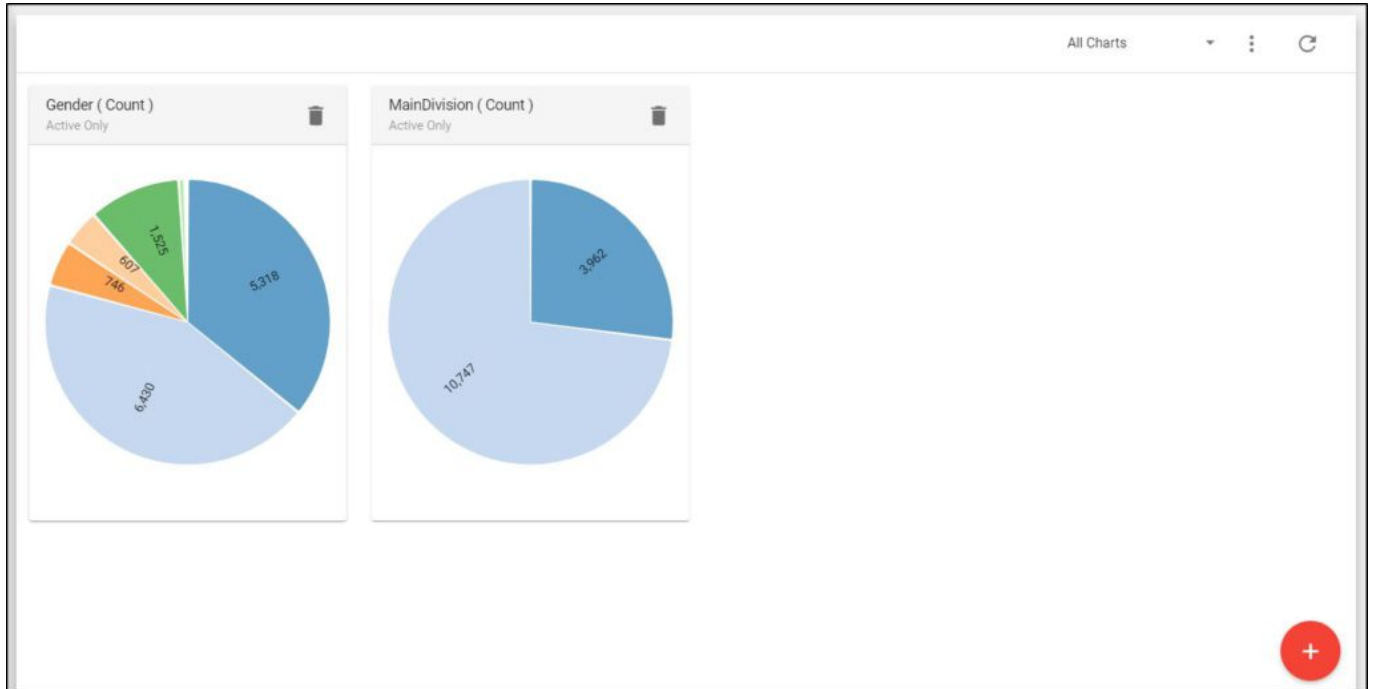 All Charts
Gender ( Count )
Active Only
MainDivision ( Count )
Active Only
1,525
607
746
5,318
6,430
3,962
10,747